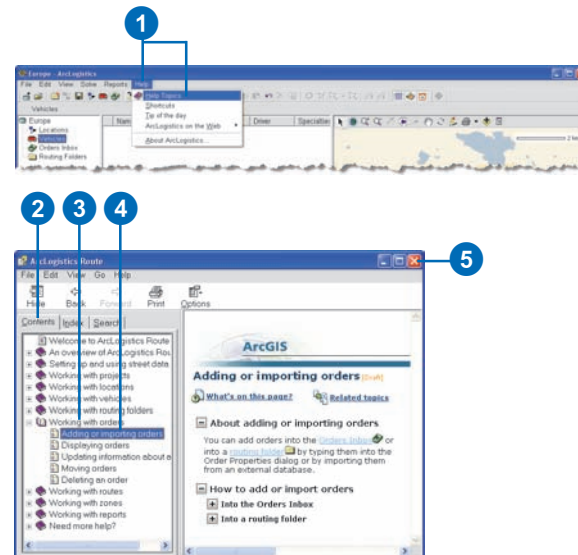 1
Europe - ArcLogistics
File Edit View Solve Reports Help
Help Topics
Shortcuts
Tip of the day
ArcLogistics on the Web
About ArcLogistics...
Vehicles
Europe
Locations
Vehicles
Orders Inbox
Routing Folders
Nam
Driver
Specialties
2 3 4
5
ArcLogistics Route
File Edit View Go Help
Hide Back Forward Print Options
Contents Index Search
Welcome to ArcLogistics Route
An overview of ArcLogistics Rou
Setting up and using street data
Working with projects
Working with locations
Working with vehicles
Working with routing folders
Working with orders
Adding or importing orders
Displaying orders
Updating information about a
Moving orders
Deleting an order
Working with routes
Working with zones
Working with reports
Need more help?
ArcGIS
Adding or importing orders [Draft]
What's on this page? Related topics
About adding or importing orders
You can add orders into the Orders Inbox or
into a routing folder by typing them into the
Order Properties dialog or by importing them
from an external database.
How to add or import orders
Into the Orders Inbox
Into a routing folder